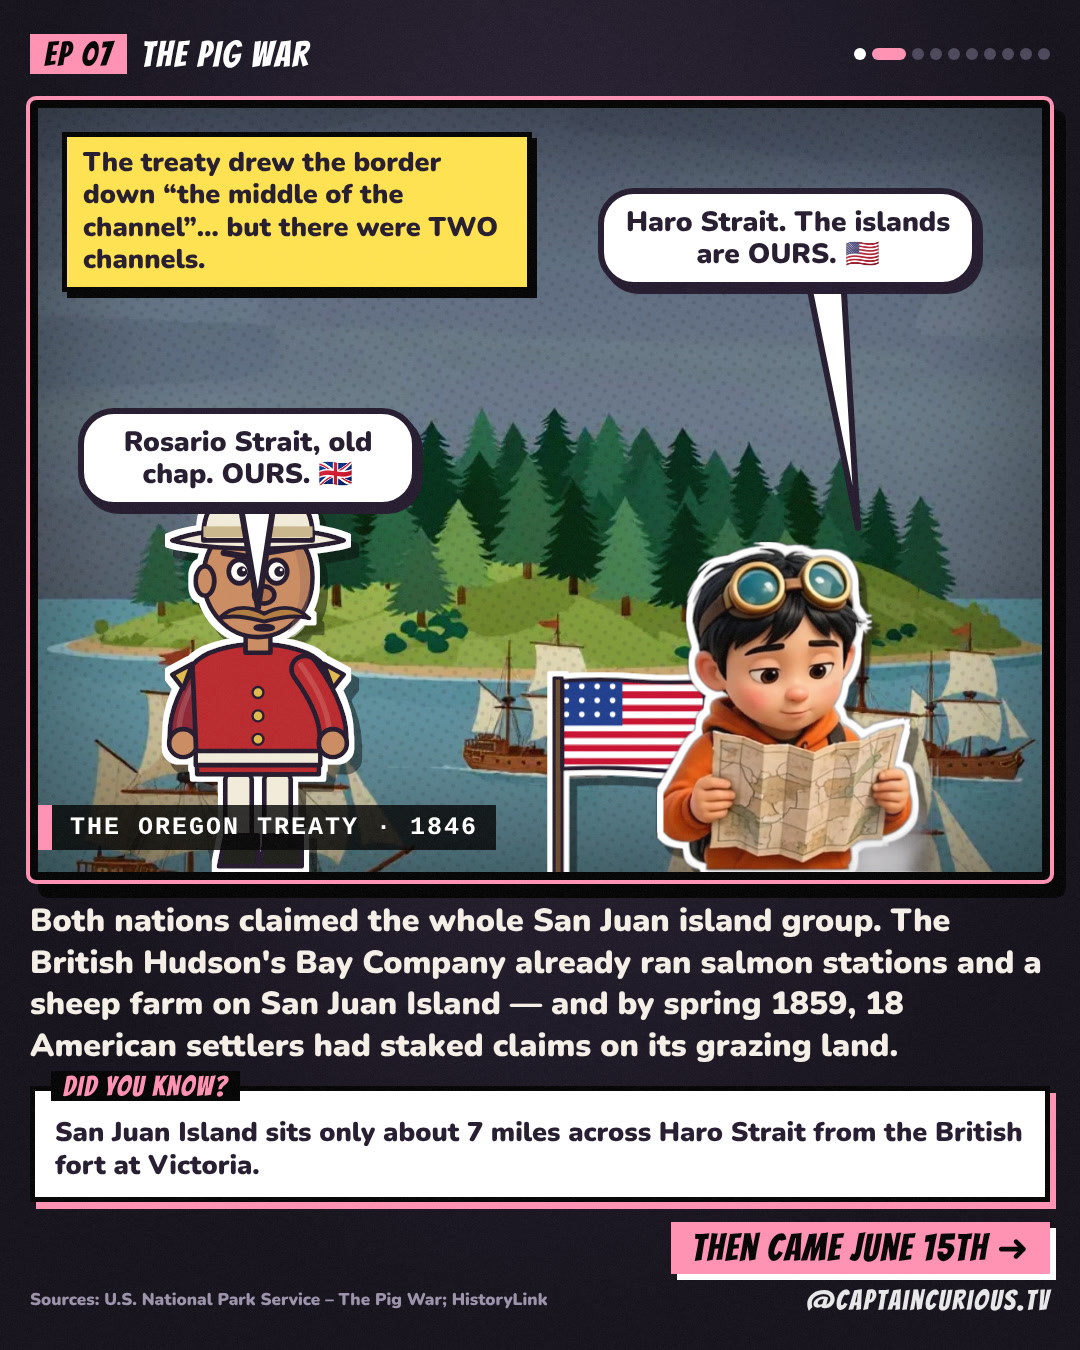 EP 07 THE PIG WAR
The treaty drew the border
down “the middle of the
channel”... but there were TWO
channels.
Haro Strait. The islands
are OURS. 🇺🇸
Rosario Strait, old
chap. OURS. 🇬🇧
THE OREGON TREATY · 1846
Both nations claimed the whole San Juan island group. The
British Hudson's Bay Company already ran salmon stations and a
sheep farm on San Juan Island — and by spring 1859, 18
American settlers had staked claims on its grazing land.
DID YOU KNOW?
San Juan Island sits only about 7 miles across Haro Strait from the British
fort at Victoria.
THEN CAME JUNE 15TH →
Sources: U.S. National Park Service – The Pig War; HistoryLink
@CAPTAINCURIOUS.TV